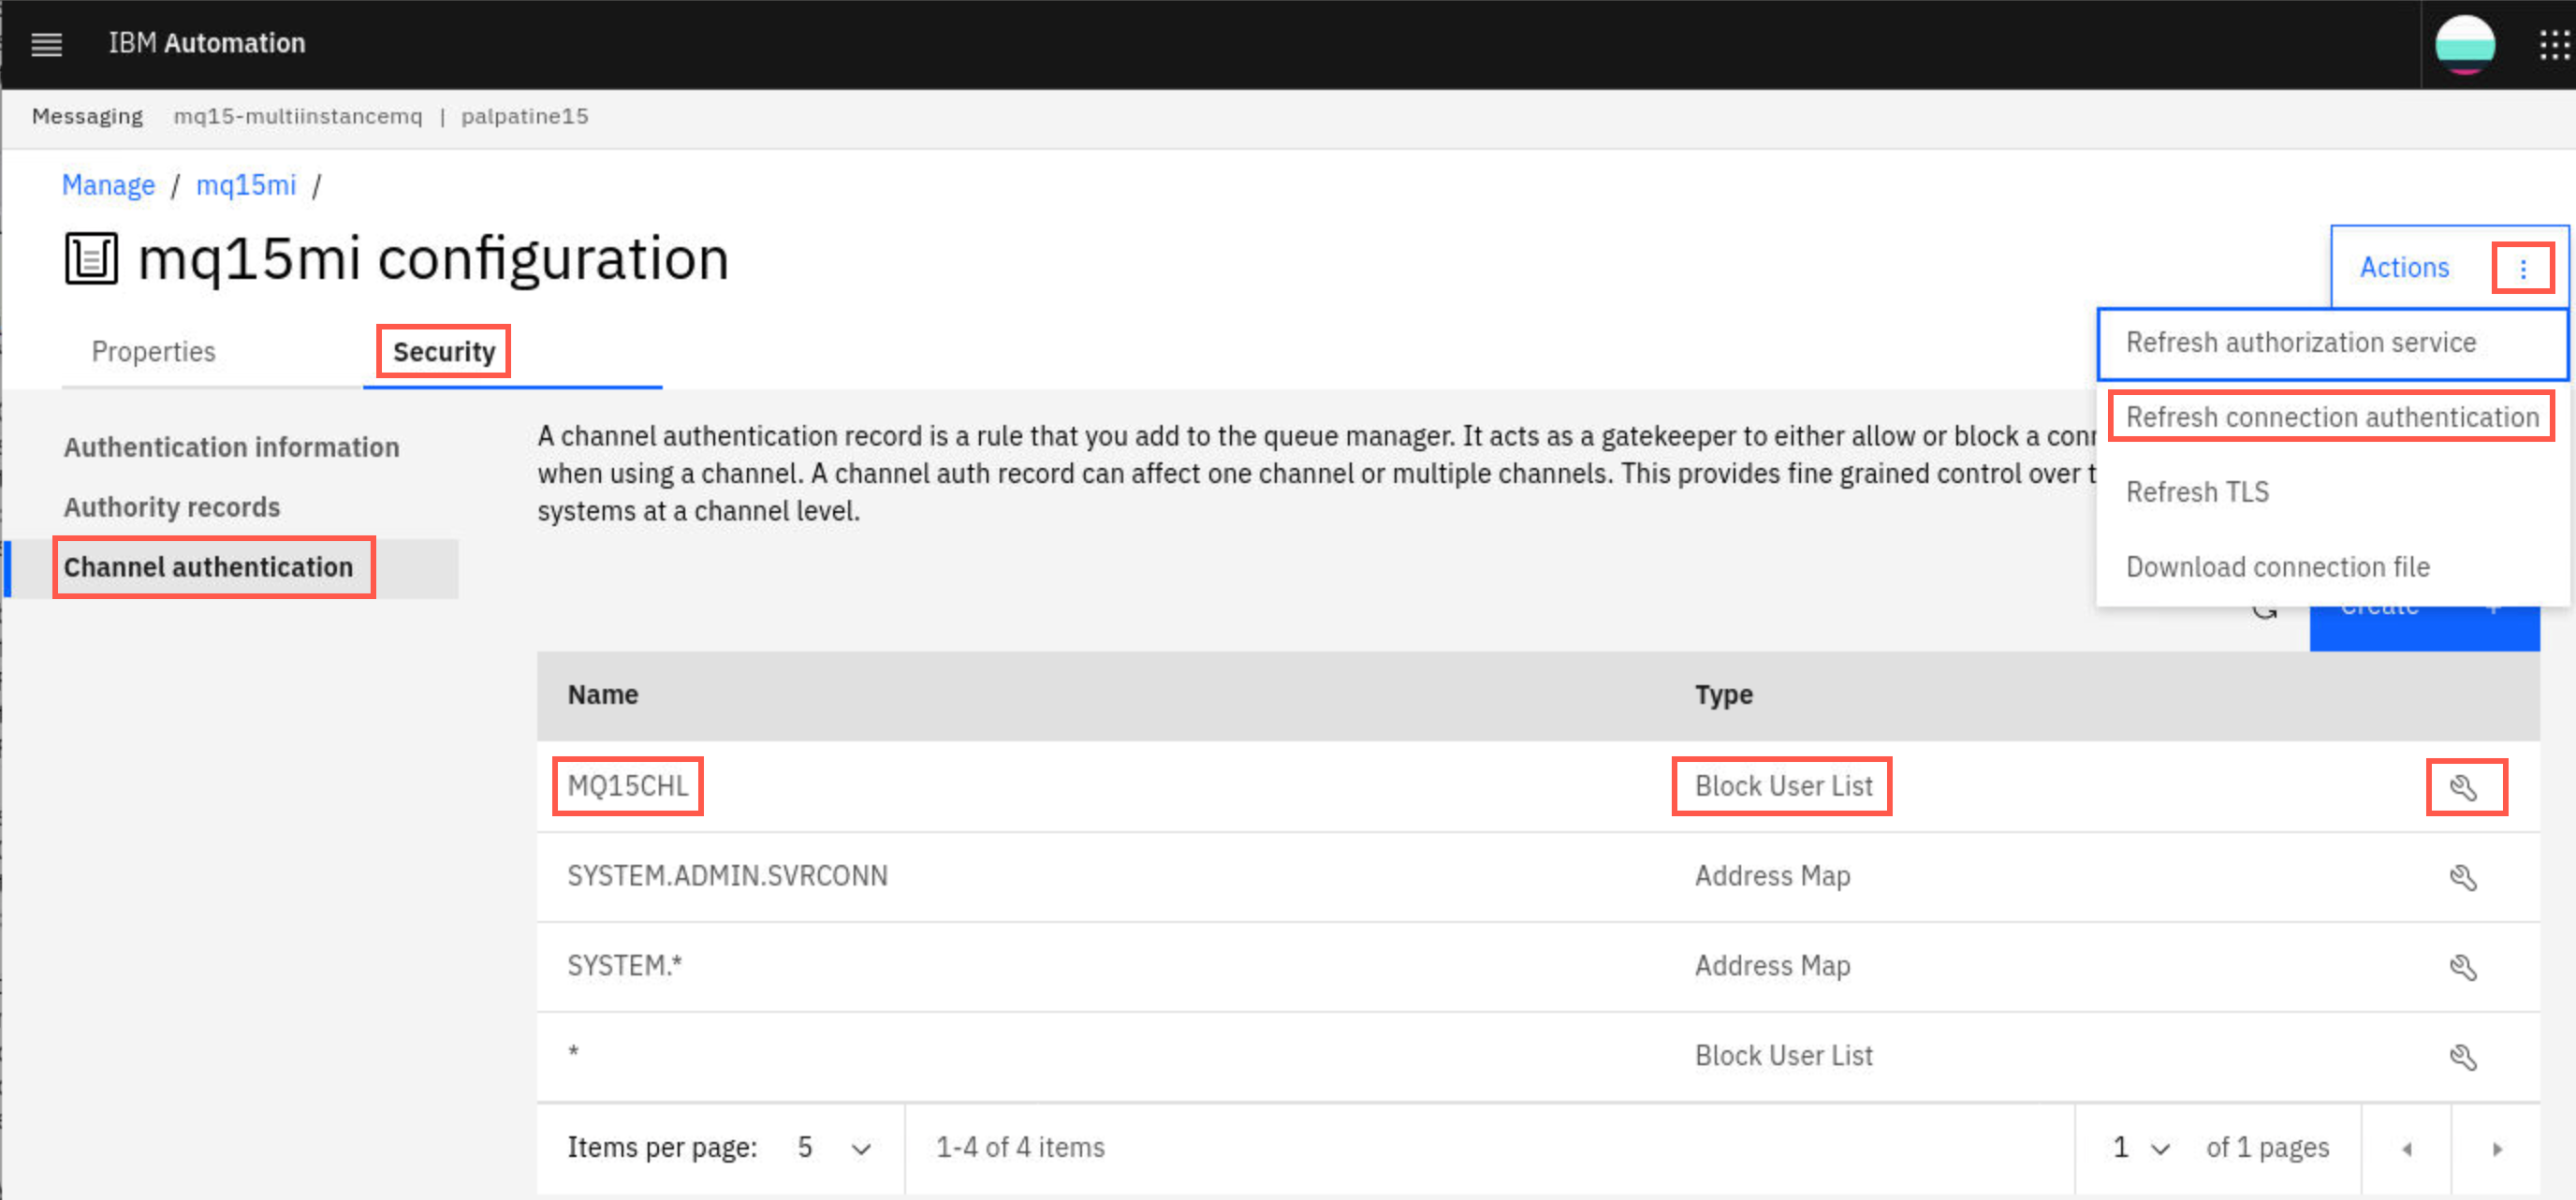 IBM Automation
Messaging mq15-multiinstancemq | palpatine15
Manage / mq15mi /
mq15mi configuration
Actions
Properties
Security
Refresh authorization service
Refresh connection authentication
Refresh TLS
Download connection file
Authentication information
Authority records
Channel authentication
A channel authentication record is a rule that you add to the queue manager. It acts as a gatekeeper to either allow or block a
when using a channel. A channel auth record can affect one channel or multiple channels. This provides fine grained control over
systems at a channel level.
Create +
Name Type
MQ15CHL Block User List
SYSTEM.ADMIN.SVRCONN Address Map
SYSTEM.* Address Map
* Block User List
Items per page: 5 1-4 of 4 items 1 of 1 pages